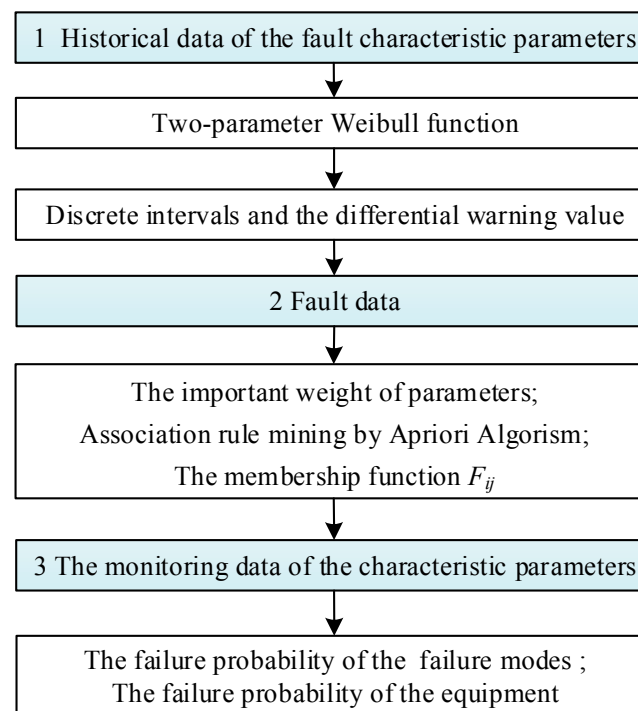 1 Historical data of the fault characteristic parameters
Two-parameter Weibull function
Discrete intervals and the differential warning value
2 Fault data
The important weight of parameters;
Association rule mining by Apriori Algorism;
The membership function Fij
3 The monitoring data of the characteristic parameters
The failure probability of the failure modes ;
The failure probability of the equipment